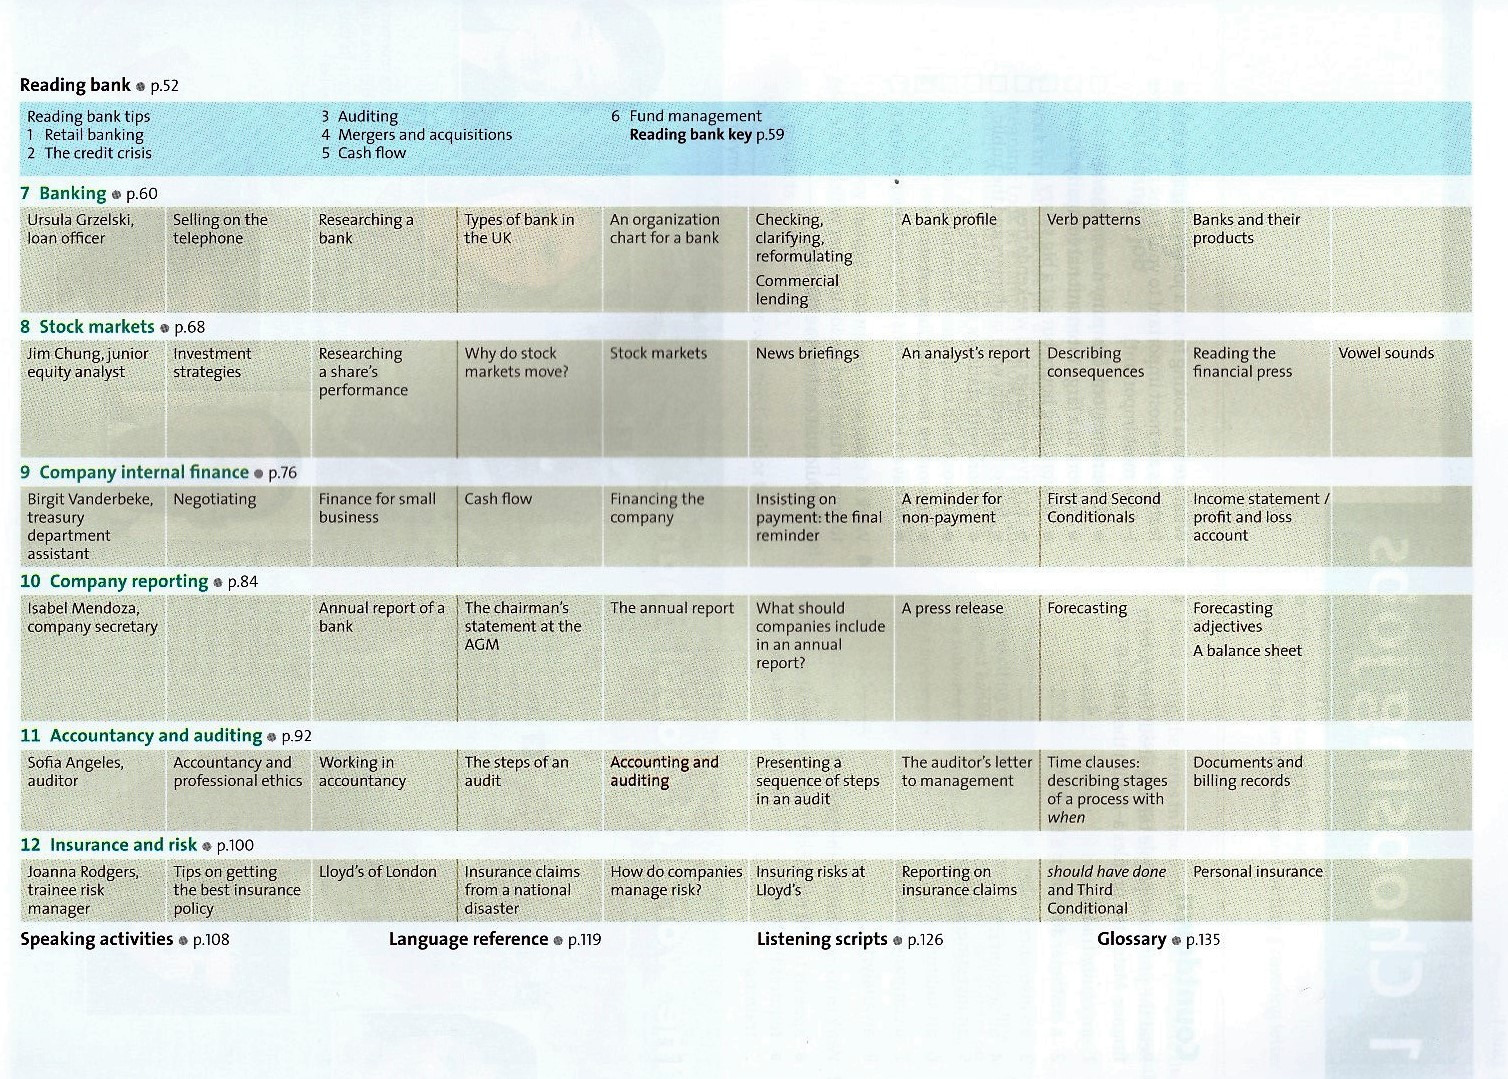 Reading bank • p.52
Reading bank tips
1 Retail banking
2 The credit crisis
3 Auditing
4 Mergers and acquisitions
5 Cash flow
6 Fund management
Reading bank key p.59
7 Banking • p.60
Ursula Grzelski,
loan officer
Selling on the
telephone
Researching a
bank
Types of bank in
the UK
An organization
chart for a bank
Checking,
clarifying,
reformulating
Commercial
lending
A bank profile
Verb patterns
Banks and their
products
8 Stock markets • p.68
Jim Chung, junior
equity analyst
Investment
strategies
Researching
a share's
performance
Why do stock
markets move?
Stock markets
News briefings
An analyst's report
Describing
consequences
Reading the
financial press
Vowel sounds
9 Company internal finance • p.76
Birgit Vanderbeke,
treasury
department
assistant
Negotiating
Finance for small
business
Cash flow
Financing the
company
Insisting on
payment: the final
reminder
A reminder for
non-payment
First and Second
Conditionals
Income statement /
profit and loss
account
10 Company reporting • p.84
Isabel Mendoza,
company secretary
Annual report of a
bank
The chairman's
statement at the
AGM
The annual report
What should
companies include
in an annual
report?
A press release
Forecasting
Forecasting
adjectives
A balance sheet
11 Accountancy and auditing • p.92
Sofia Angeles,
auditor
Accountancy and
professional ethics
Working in
accountancy
The steps of an
audit
Accounting and
auditing
Presenting a
sequence of steps
in an audit
The auditor's letter
to management
Time clauses:
describing stages
of a process with
when
Documents and
billing records
12 Insurance and risk • p.100
Joanna Rodgers,
trainee risk
manager
Tips on getting
the best insurance
policy
Lloyd's of London
Insurance claims
from a national
disaster
How do companies
manage risk?
Insuring risks at
Lloyd's
Reporting on
insurance claims
should have done
and Third
Conditional
Personal insurance
Speaking activities • p.108
Language reference • p.119
Listening scripts • p.126
Glossary • p.135